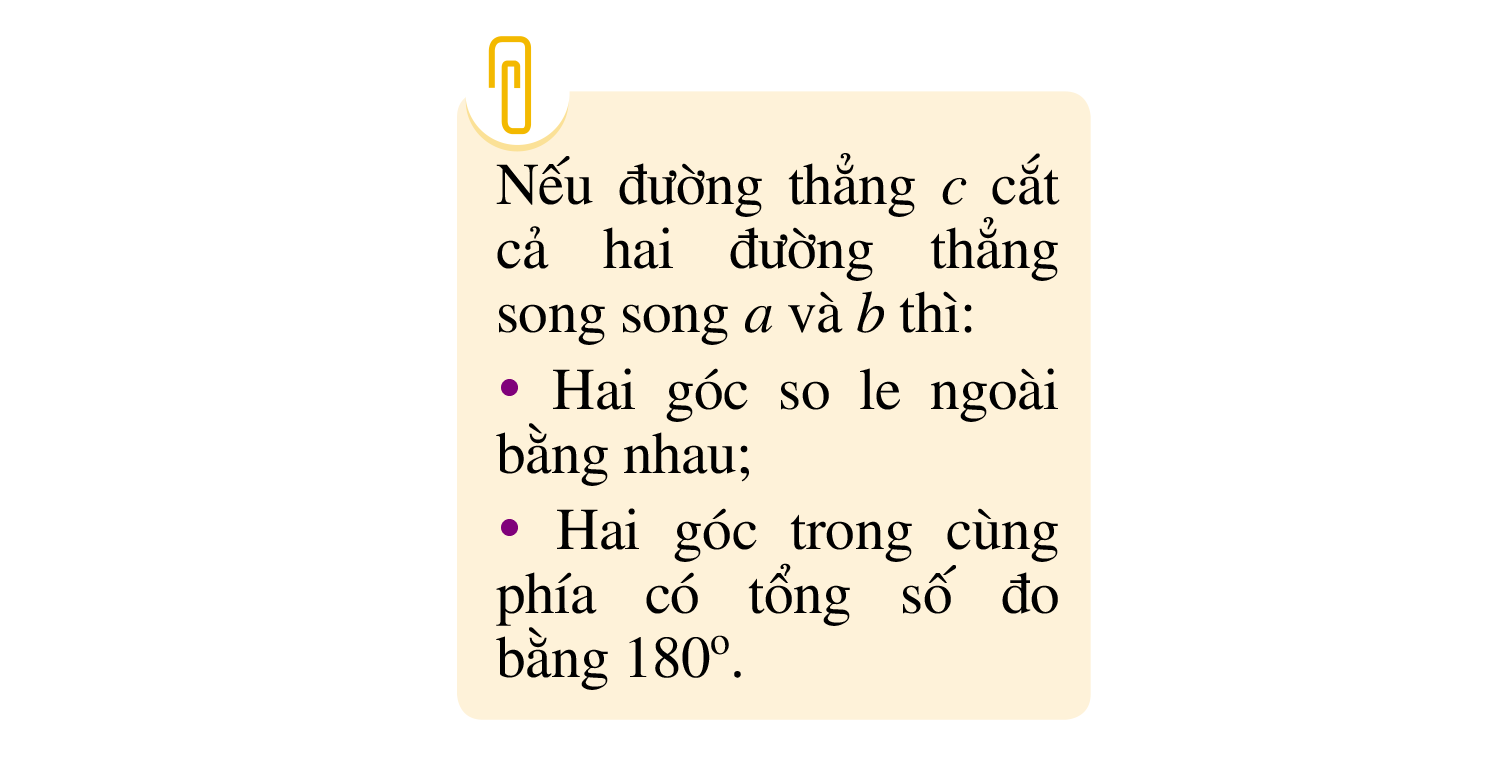 Nếu đường thẳng c cắt
cả hai đường thẳng
song song a và b thì:
• Hai góc so le ngoài
bằng nhau;
• Hai góc trong cùng
phía có tổng số đo
bằng 180º.